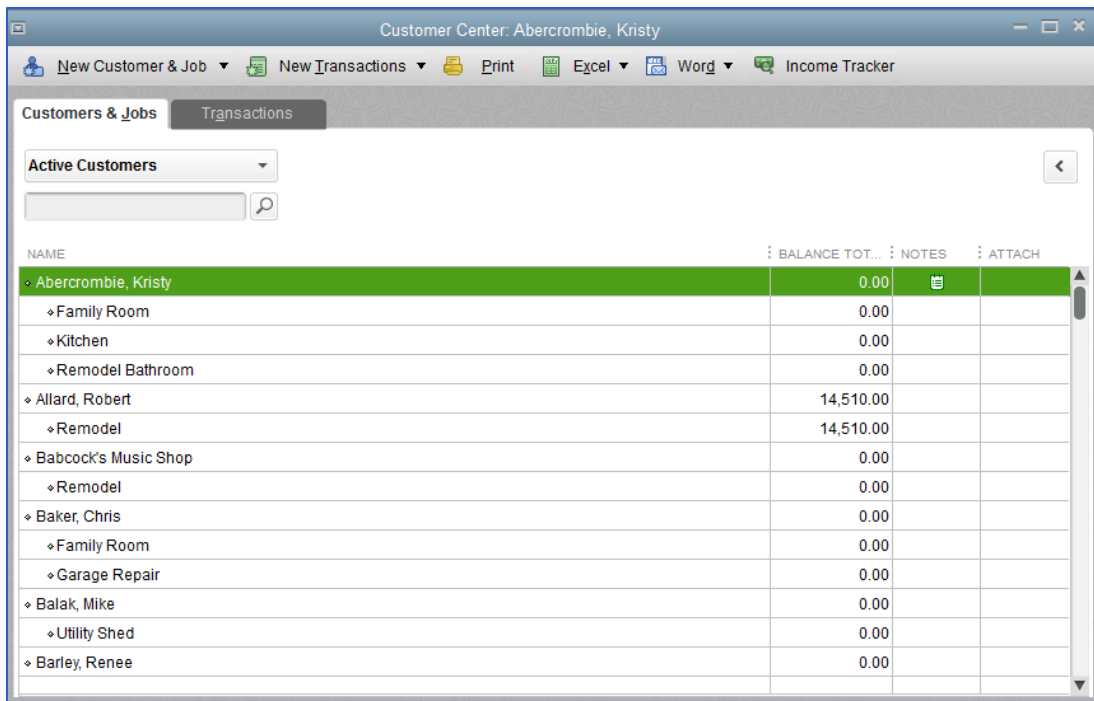 Customer Center: Abercrombie, Kristy
New Customer & Job New Transactions Print Excel Word Income Tracker
Customers & Jobs Transactions
Active Customers
NAME BALANCE TOT... NOTES ATTACH
Abercrombie, Kristy 0.00
Family Room 0.00
Kitchen 0.00
Remodel Bathroom 0.00
Allard, Robert 14,510.00
Remodel 14,510.00
Babcock's Music Shop 0.00
Remodel 0.00
Baker, Chris 0.00
Family Room 0.00
Garage Repair 0.00
Balak, Mike 0.00
Utility Shed 0.00
Barley, Renee 0.00